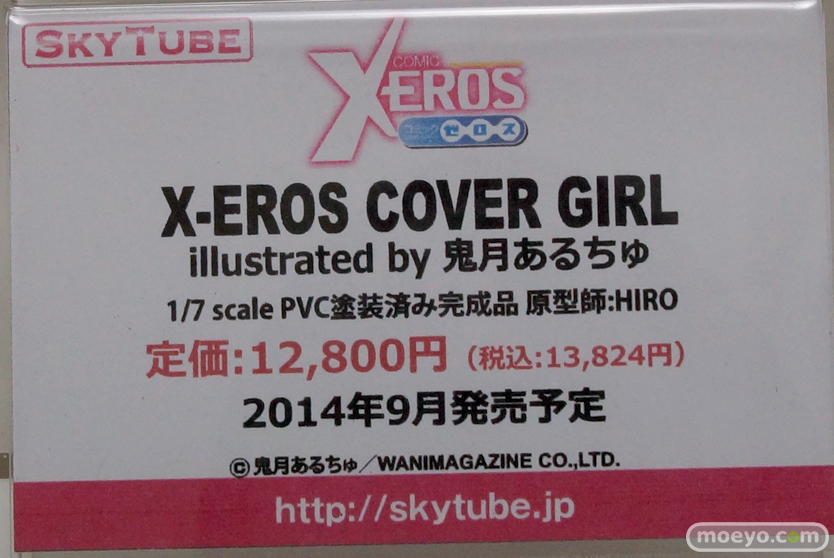 SKYTUBE
COMIC
X-EROS
コミック ゼロス
X-EROS COVER GIRL
illustrated by 鬼月あるちゅ
1/7 scale PVC塗装済み完成品 原型師:HIRO
定価:12,800円（税込:13,824円）
2014年9月発売予定
©鬼月あるちゅ／WANIMAGAZINE CO.,LTD.
http://skytube.jp
moeyo.com